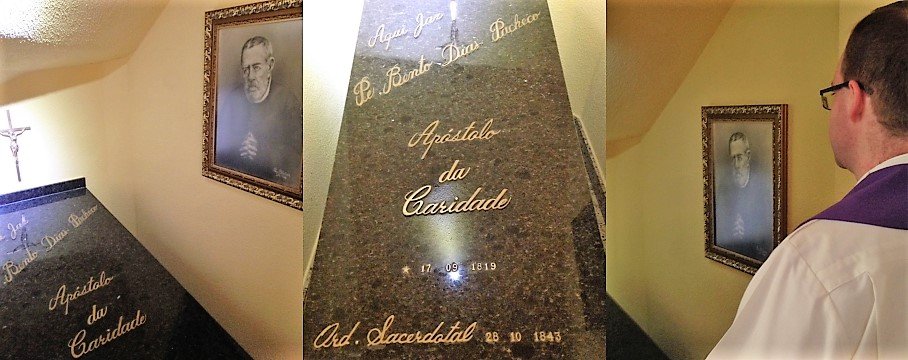 Jaz
Bento Dias Pacheco
Apóstolo
da
Caridade
Aqui Jaz
Pe. Bento Dias Pacheco
Apóstolo
da
Caridade
* 17 09 1819
Ord. Sacerdotal 28 10 1843